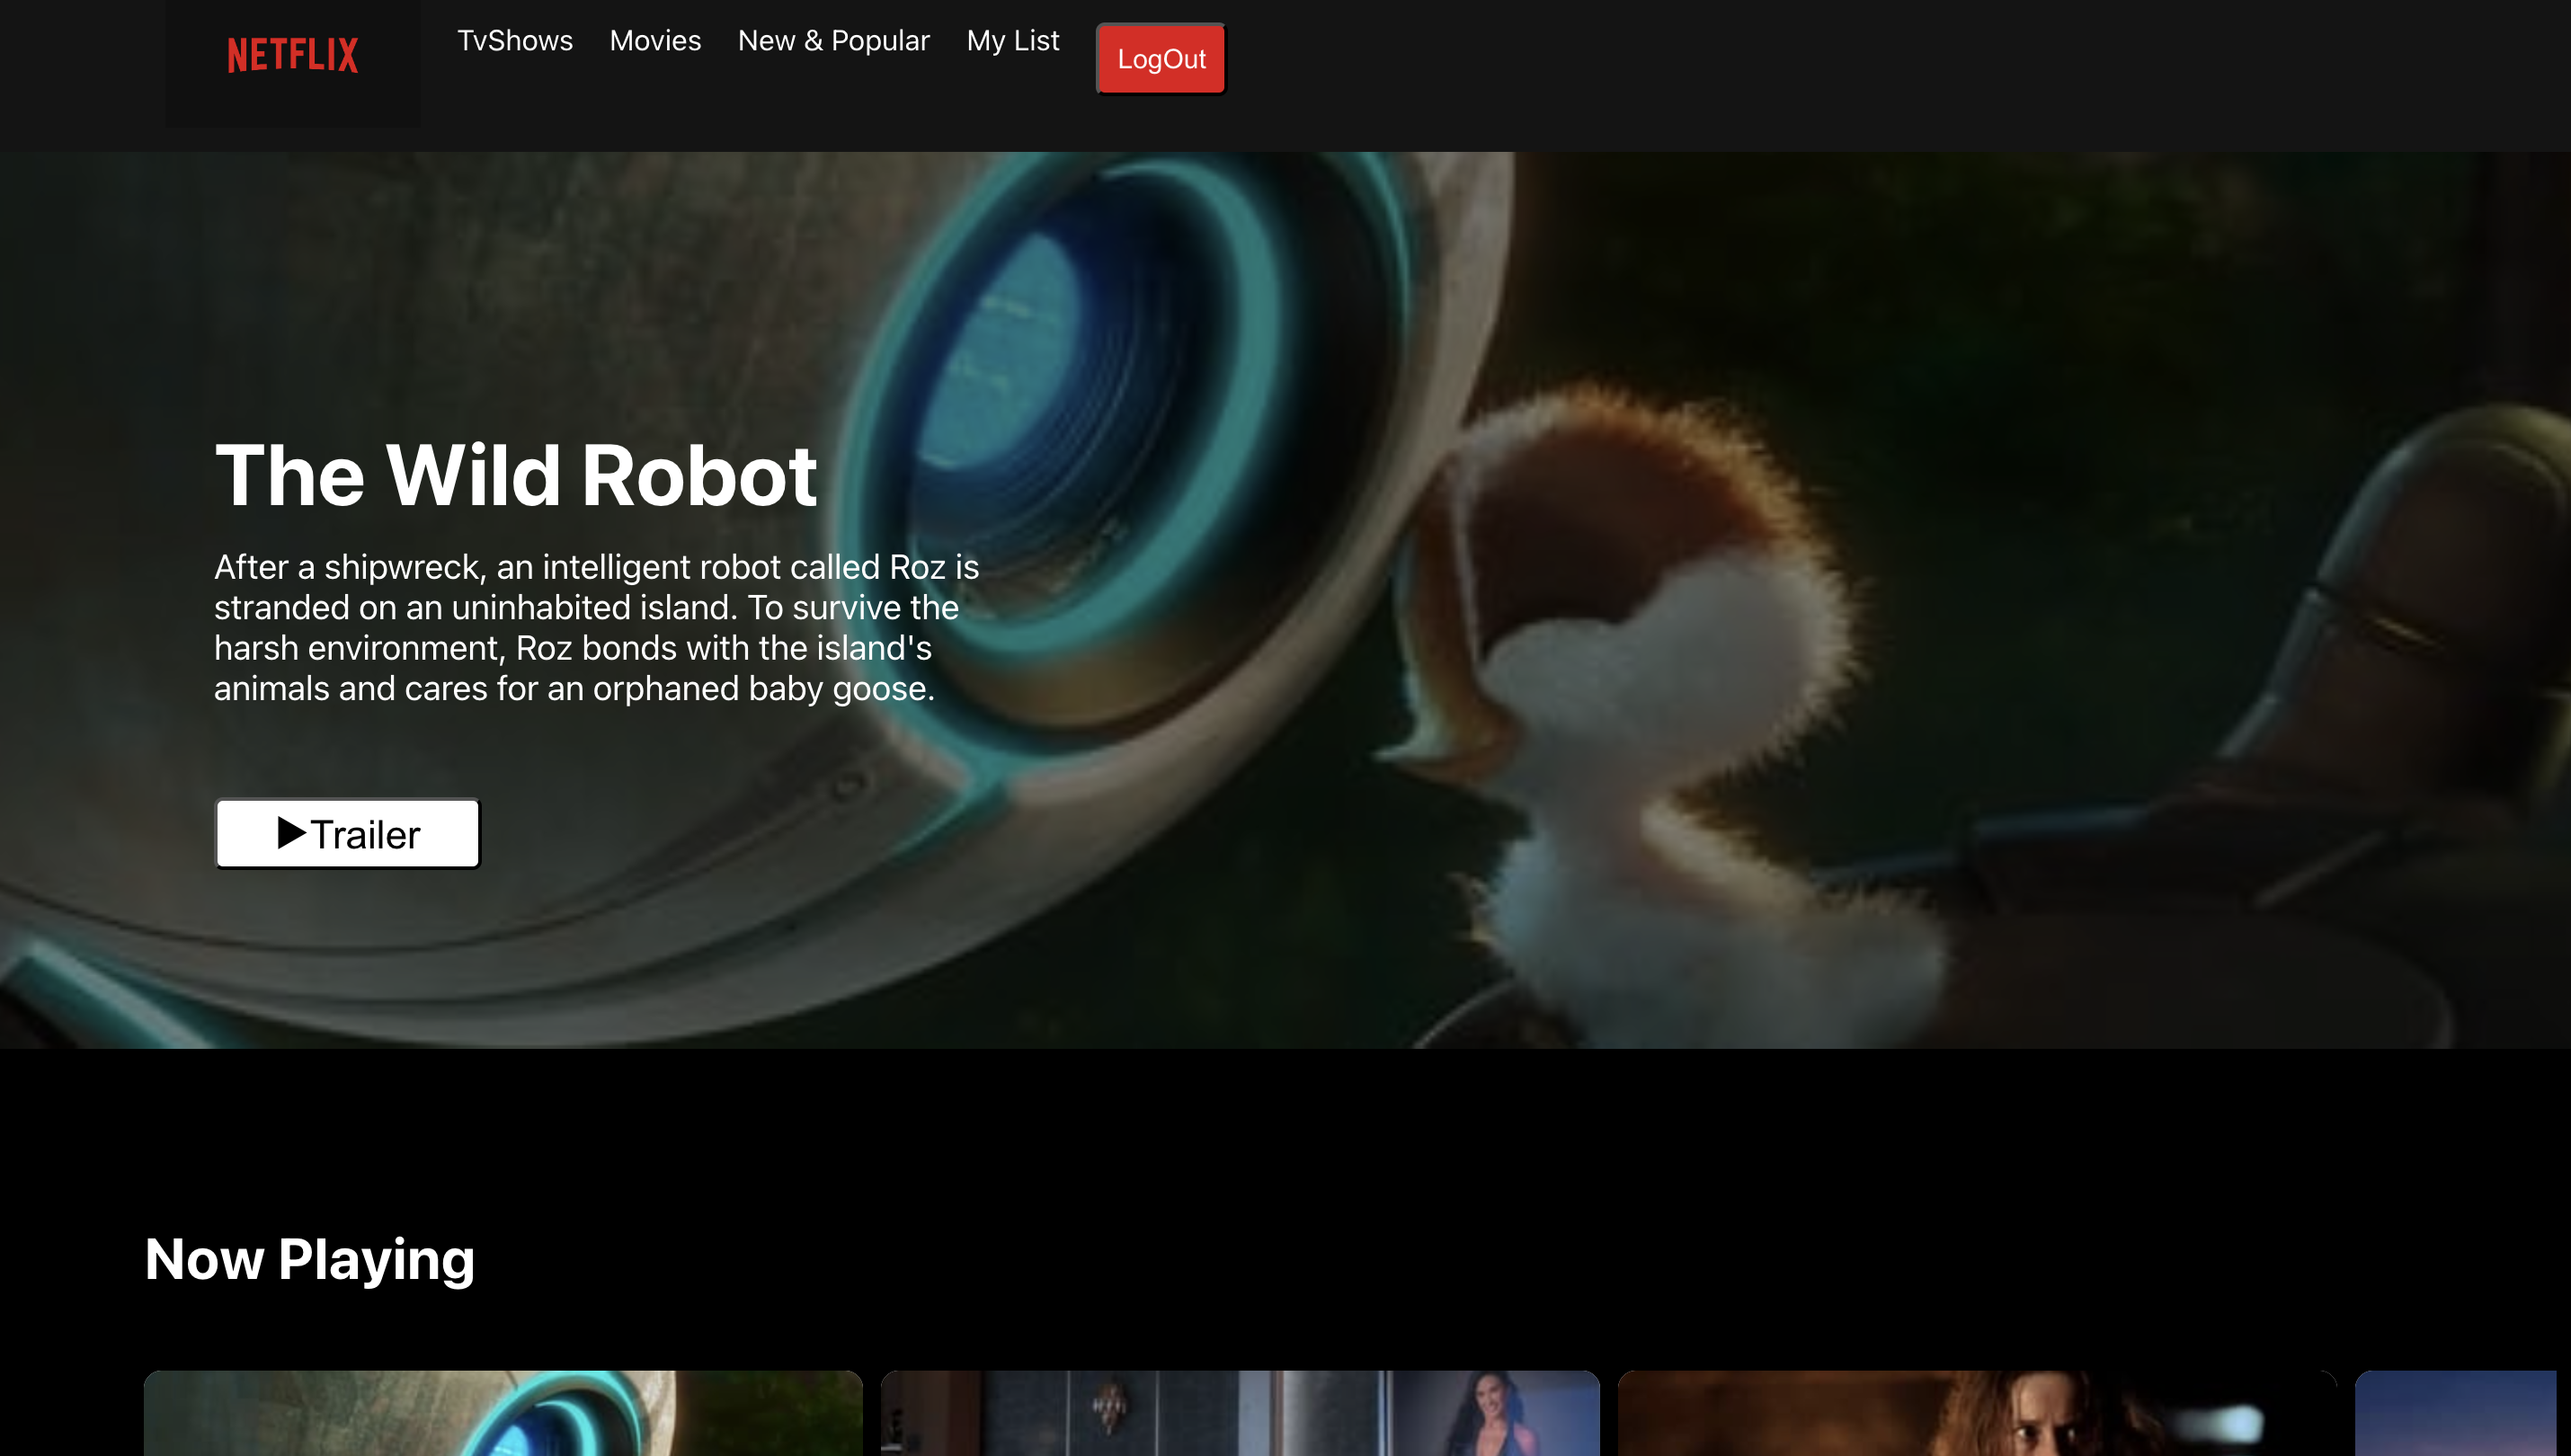 NETFLIX
TvShows
Movies
New & Popular
My List
LogOut
The Wild Robot
After a shipwreck, an intelligent robot called Roz is
stranded on an uninhabited island. To survive the
harsh environment, Roz bonds with the island's
animals and cares for an orphaned baby goose.
▶Trailer
Now Playing